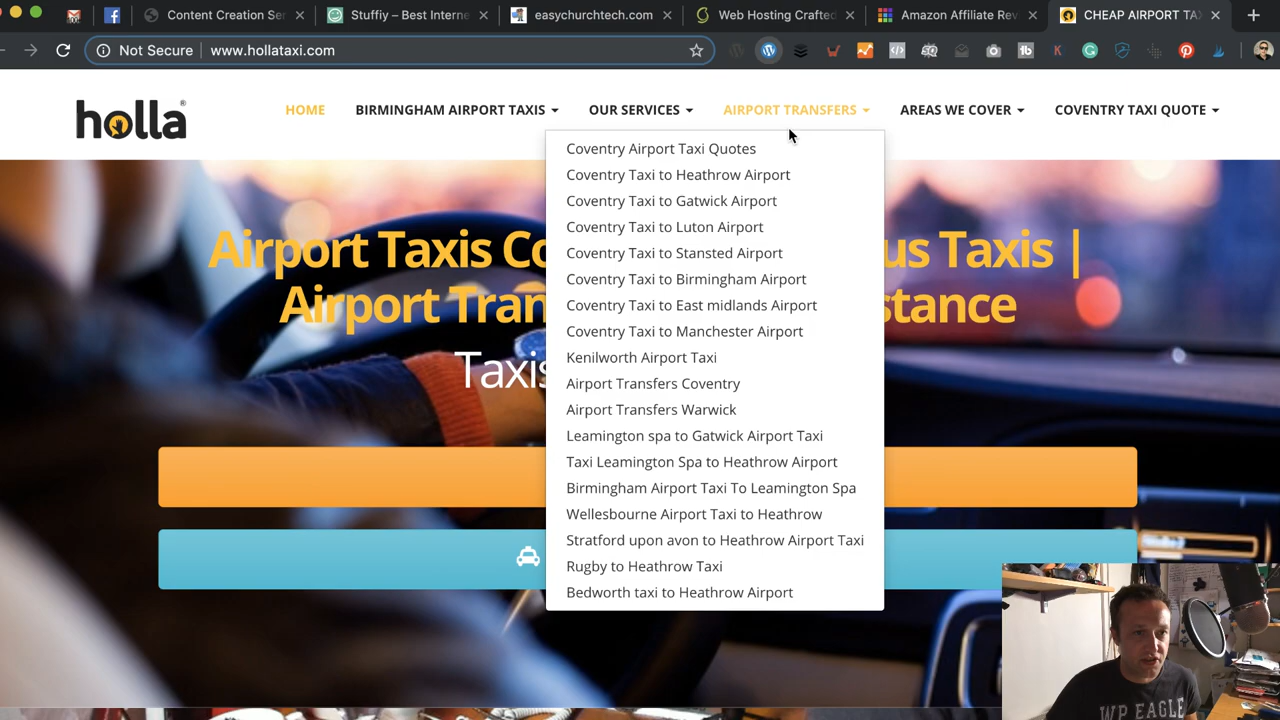 Content Creation Ser
Stuffiy – Best Interne
easychurchtech.com
Web Hosting Crafted
Amazon Affiliate Rev
CHEAP AIRPORT TA
Not Secure
www.hollataxi.com
holla®
HOME
BIRMINGHAM AIRPORT TAXIS
OUR SERVICES
AIRPORT TRANSFERS
AREAS WE COVER
COVENTRY TAXI QUOTE
Coventry Airport Taxi Quotes
Coventry Taxi to Heathrow Airport
Coventry Taxi to Gatwick Airport
Coventry Taxi to Luton Airport
Coventry Taxi to Stansted Airport
Coventry Taxi to Birmingham Airport
Coventry Taxi to East midlands Airport
Coventry Taxi to Manchester Airport
Kenilworth Airport Taxi
Airport Transfers Coventry
Airport Transfers Warwick
Leamington spa to Gatwick Airport Taxi
Taxi Leamington Spa to Heathrow Airport
Birmingham Airport Taxi To Leamington Spa
Wellesbourne Airport Taxi to Heathrow
Stratford upon avon to Heathrow Airport Taxi
Rugby to Heathrow Taxi
Bedworth taxi to Heathrow Airport
Airport Taxis Co us Taxis |
Airport Tran stance
Taxis
WP EAGLE